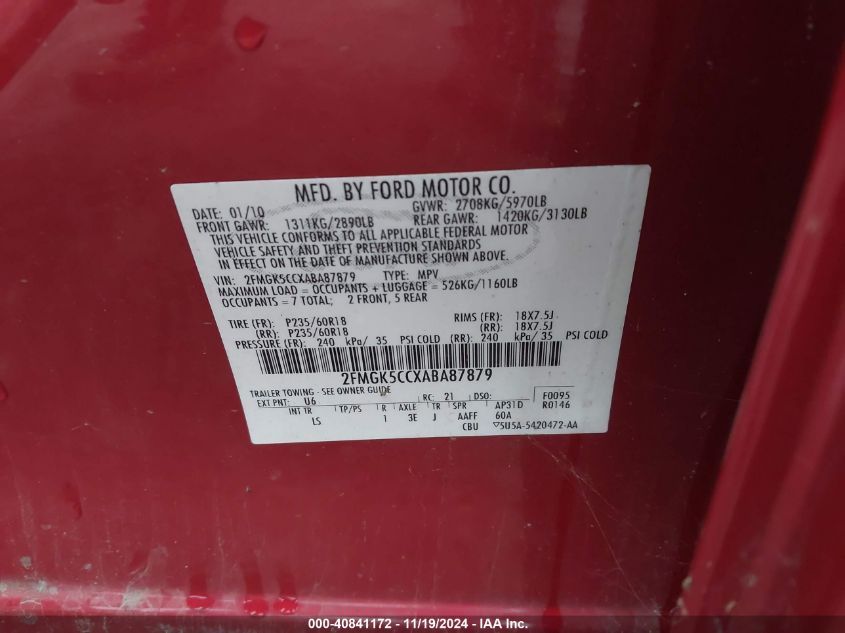 MFD. BY FORD MOTOR CO.
DATE: 01/10 GVWR: 2708KG/5970LB
FRONT GAWR: 1311KG/2890LB REAR GAWR: 1420KG/3130LB
THIS VEHICLE CONFORMS TO ALL APPLICABLE FEDERAL MOTOR
VEHICLE SAFETY AND THEFT PREVENTION STANDARDS
IN EFFECT ON THE DATE OF MANUFACTURE SHOWN ABOVE.
VIN: 2FMGK5CCXABA87879 TYPE: MPV
MAXIMUM LOAD = OCCUPANTS + LUGGAGE = 526KG/1160LB
OCCUPANTS = 7 TOTAL; 2 FRONT, 5 REAR
TIRE (FR): P235/60R18 RIMS (FR): 18X7.5J
(RR): P235/60R18 (RR): 18X7.5J
PRESSURE (FR): 240 kPa/ 35 PSI COLD (RR): 240 kPa/ 35 PSI COLD
2FMGK5CCXABA87879
TRAILER TOWING - SEE OWNER GUIDE
EXT PNT: U6 RC: 21 DSO: F0095
INT TR TP/PS R AXLE TR SPR AP31D R0146
LS I 3E J AAFF 60A
CBU ▽5U5A-5420472-AA
000-40841172 - 11/19/2024 - IAA Inc.